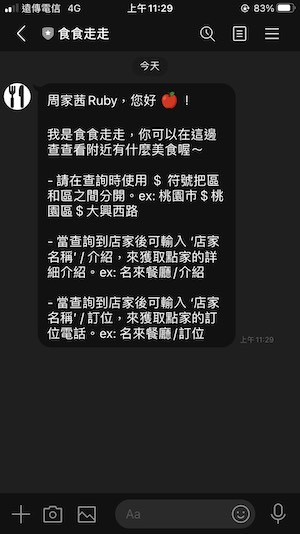 遠傳電信 4G 上午11:29 83%
食食走走
今天
周家茜Ruby，您好🍎！
我是食食走走，你可以在這邊
查查看附近有什麼美食喔～
- 請在查詢時使用 ＄ 符號把區
和區之間分開。ex: 桃園市＄桃
園區＄大興西路
- 當查詢到店家後可輸入 ‘店家
名稱’ / 介紹，來獲取點家的詳
細介紹。ex: 名來餐廳/介紹
- 當查詢到店家後可輸入 ‘店家
名稱’ / 訂位，來獲取點家的訂
位電話。ex: 名來餐廳/訂位
上午11:29
Aa